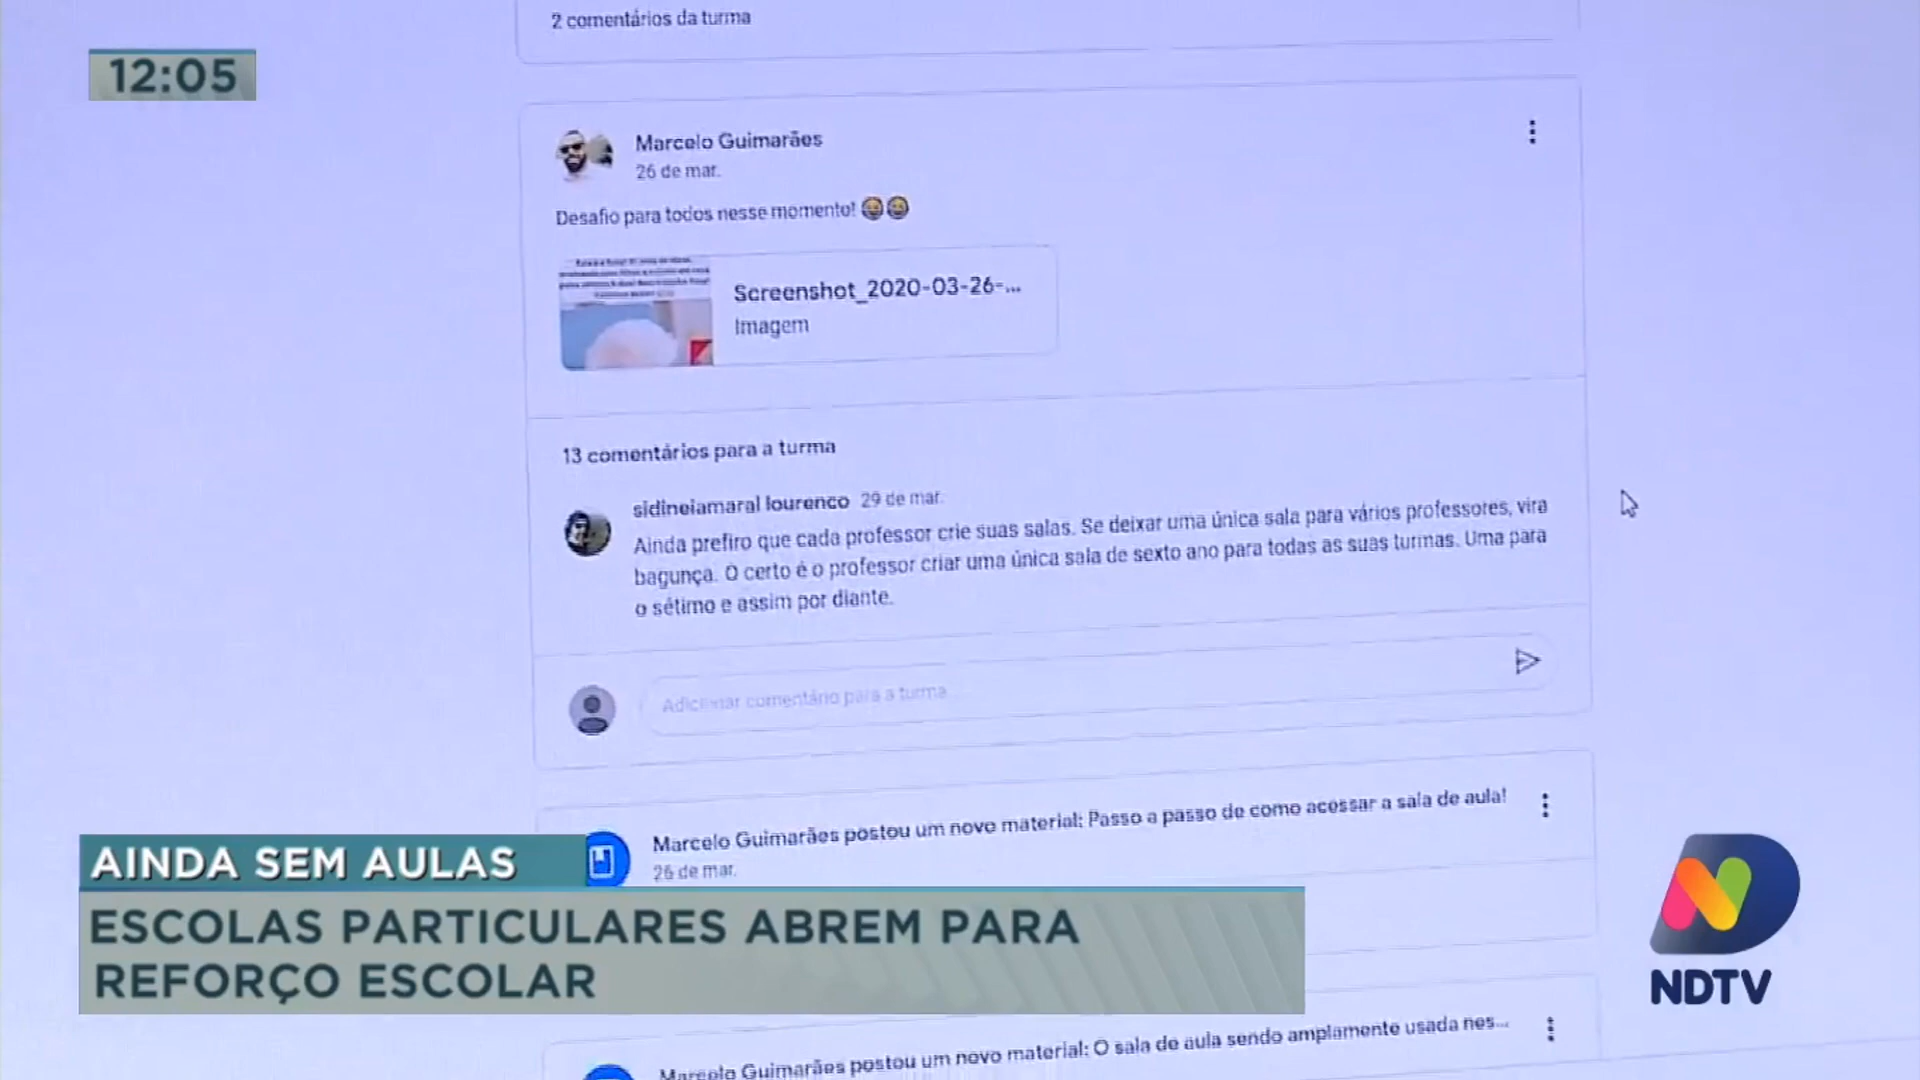 2 comentários da turma
12:05
Marcelo Guimarães
26 de mar.
Desafio para todos nesse momento! 😂😂
Screenshot_2020-03-26-...
Imagem
13 comentários para a turma
sidineiamaral lourenco 29 de mar.
Ainda prefiro que cada professor crie suas salas. Se deixar uma única sala para vários professores, vira
bagunça. O certo é o professor criar uma única sala de sexto ano para todas as suas turmas. Uma para
o sétimo e assim por diante.
Adicionar comentário para a turma
Marcelo Guimarães postou um novo material: Passo a passo de como acessar a sala de aula!
26 de mar.
AINDA SEM AULAS
ESCOLAS PARTICULARES ABREM PARA
REFORÇO ESCOLAR
NDTV
Marcelo Guimarães postou um novo material: O sala de aula sendo amplamente usada nes...